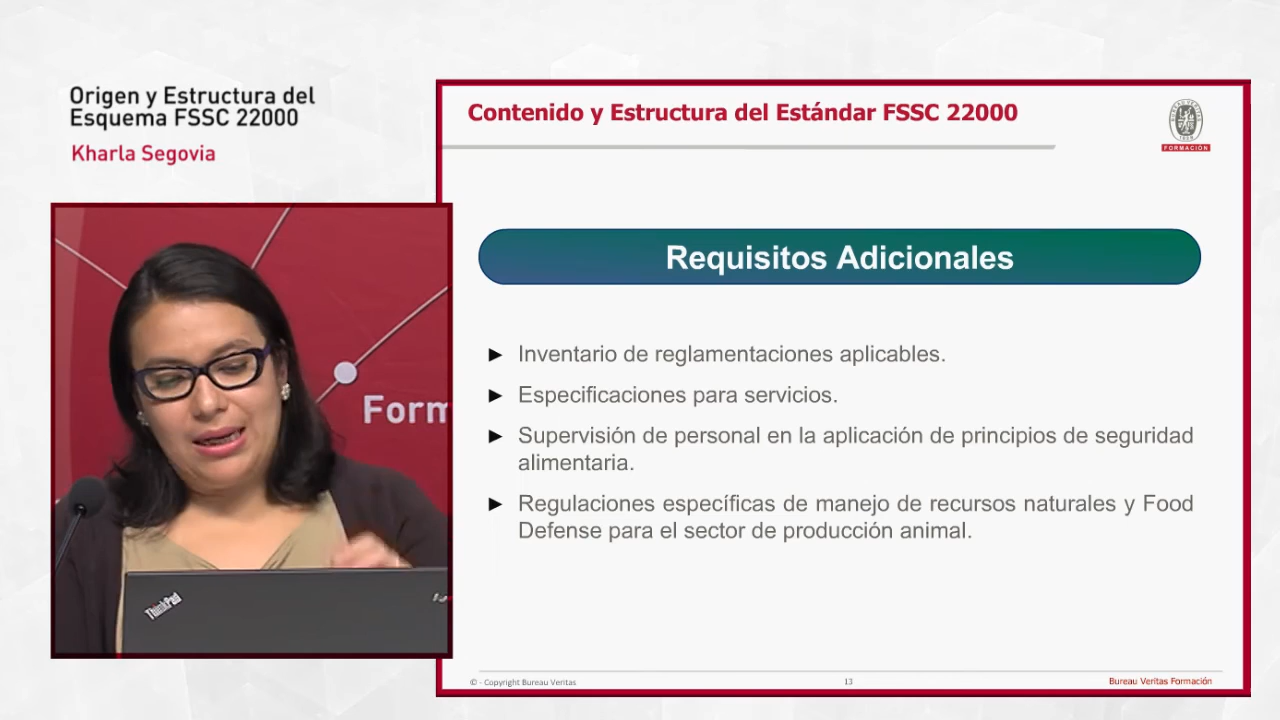 Origen y Estructura del
Esquema FSSC 22000
Kharla Segovia
Contenido y Estructura del Estándar FSSC 22000
FORMACIÓN
Requisitos Adicionales
► Inventario de reglamentaciones aplicables.
► Especificaciones para servicios.
► Supervisión de personal en la aplicación de principios de seguridad
alimentaria.
► Regulaciones específicas de manejo de recursos naturales y Food
Defense para el sector de producción animal.
Form
ThinkPad
© - Copyright Bureau Veritas
13
Bureau Veritas Formación